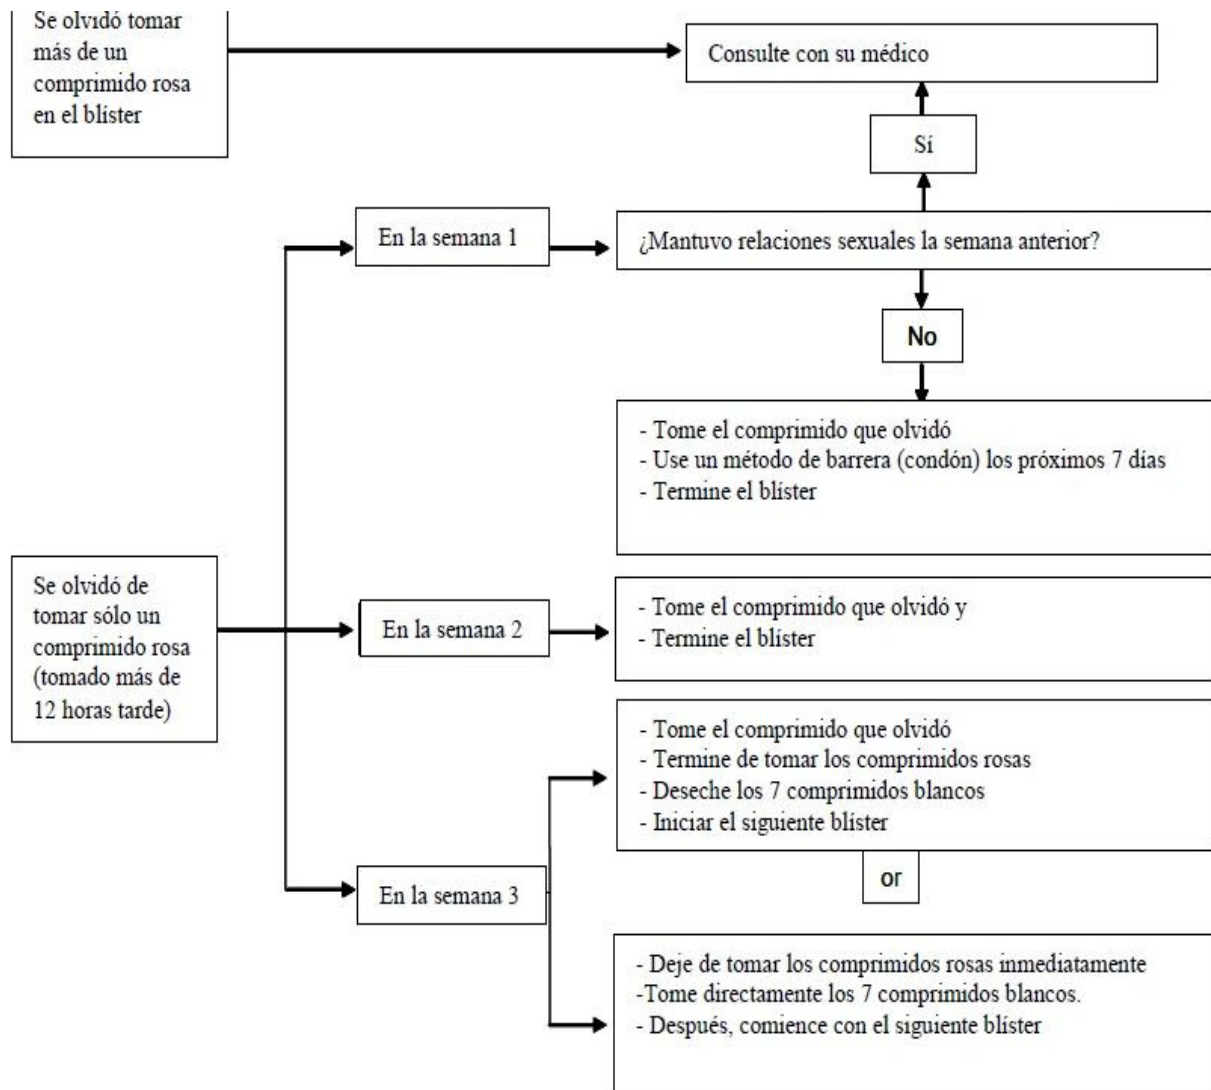 Se olvidó tomar
más de un
comprimido rosa
en el blíster
Consulte con su médico
Sí
En la semana 1
¿Mantuvo relaciones sexuales la semana anterior?
No
- Tome el comprimido que olvidó
- Use un método de barrera (condón) los próximos 7 días
- Termine el blíster
Se olvidó de
tomar sólo un
comprimido rosa
(tomado más de
12 horas tarde)
En la semana 2
- Tome el comprimido que olvidó y
- Termine el blíster
En la semana 3
- Tome el comprimido que olvidó
- Termine de tomar los comprimidos rosas
- Deseche los 7 comprimidos blancos
- Iniciar el siguiente blíster
or
- Deje de tomar los comprimidos rosas inmediatamente
-Tome directamente los 7 comprimidos blancos.
- Después, comience con el siguiente blíster